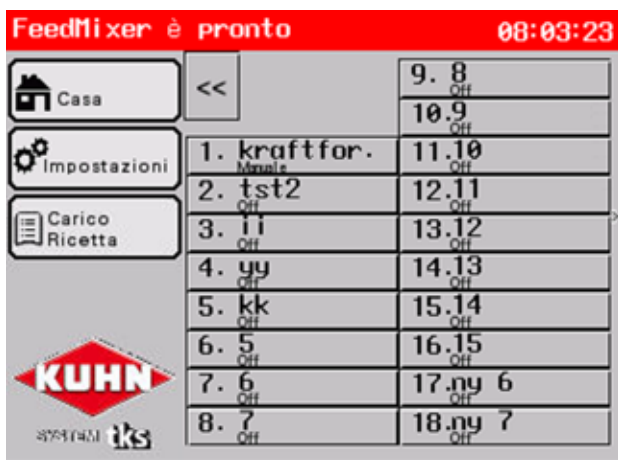 FeedMixer è pronto 08:03:23
Casa
Impostazioni
Carico
Ricetta
KUHN
SYSTEM tks
<<
1. kraftfor.
Manuale
2. tst2
Off
3. ii
Off
4. yy
Off
5. kk
Off
6. 5
Off
7. 6
Off
8. 7
Off
9. 8
Off
10.9
Off
11.10
Off
12.11
Off
13.12
Off
14.13
Off
15.14
Off
16.15
Off
17.ny 6
Off
18.ny 7
Off